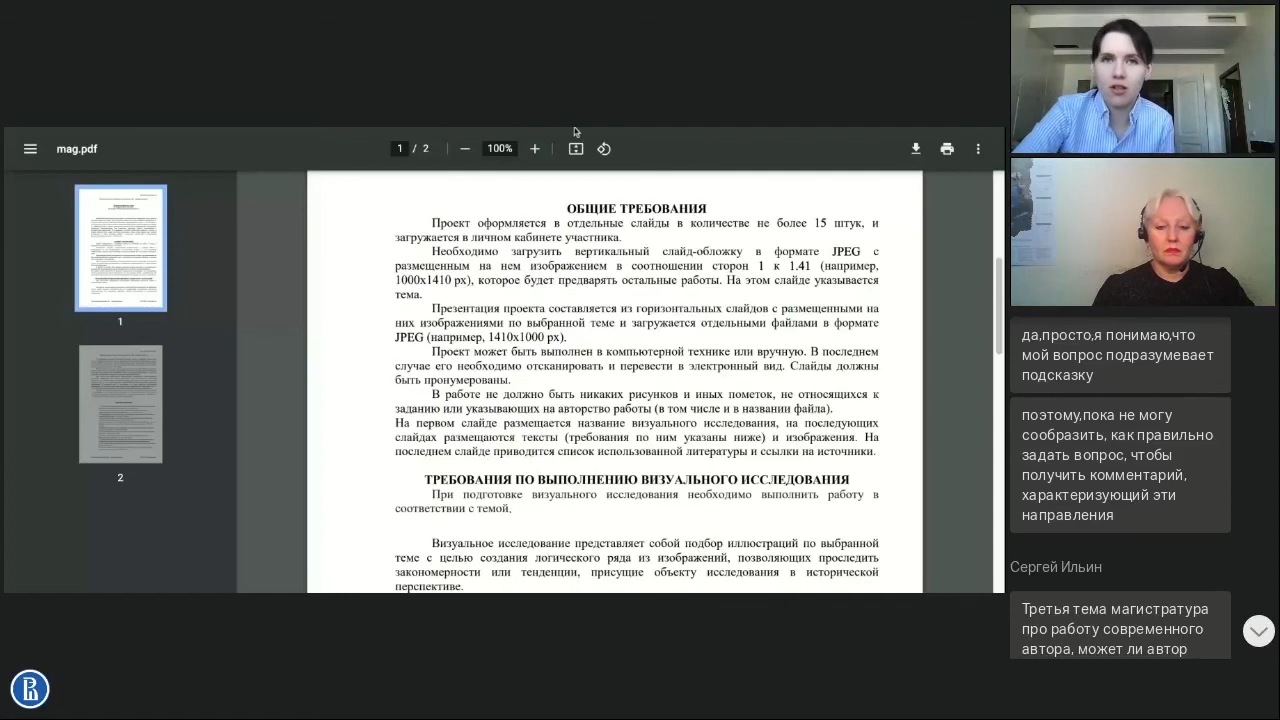 mag.pdf
1 / 2
100%
1
2
ОБЩИЕ ТРЕБОВАНИЯ
Проект оформляется в отдельные слайды в количестве не более 15 штук, и
загружается в личном кабинете участника.
Необходимо загрузить вертикальный слайд-обложку в формате JPEG с
размещенным на нем изображением в соотношении сторон 1 к 1.41 (например,
1000x1410 px), которое будет предварять остальные работы. На этом слайде указывается
тема.
Презентация проекта составляется из горизонтальных слайдов с размещенными на
них изображениями по выбранной теме и загружается отдельными файлами в формате
JPEG (например, 1410x1000 px).
Проект может быть выполнен в компьютерной технике или вручную. В последнем
случае его необходимо отсканировать и перевести в электронный вид. Слайды должны
быть пронумерованы.
В работе не должно быть никаких рисунков и иных пометок, не относящихся к
заданию или указывающих на авторство работы (в том числе и в названии файла).
На первом слайде размещается название визуального исследования, на последующих
слайдах размещаются тексты (требования по ним указаны ниже) и изображения. На
последнем слайде приводится список использованной литературы и ссылки на источники.
ТРЕБОВАНИЯ ПО ВЫПОЛНЕНИЮ ВИЗУАЛЬНОГО ИССЛЕДОВАНИЯ
При подготовке визуального исследования необходимо выполнить работу в
соответствии с темой.
Визуальное исследование представляет собой подбор иллюстраций по выбранной
теме с целью создания логического ряда из изображений, позволяющих проследить
закономерности или тенденции, присущие объекту исследования в исторической
перспективе.
да,просто,я понимаю,что
мой вопрос подразумевает
подсказку
поэтому,пока не могу
сообразить, как правильно
задать вопрос, чтобы
получить комментарий,
характеризующий эти
направления
Сергей Ильин
Третья тема магистратура
про работу современного
автора, может ли автор